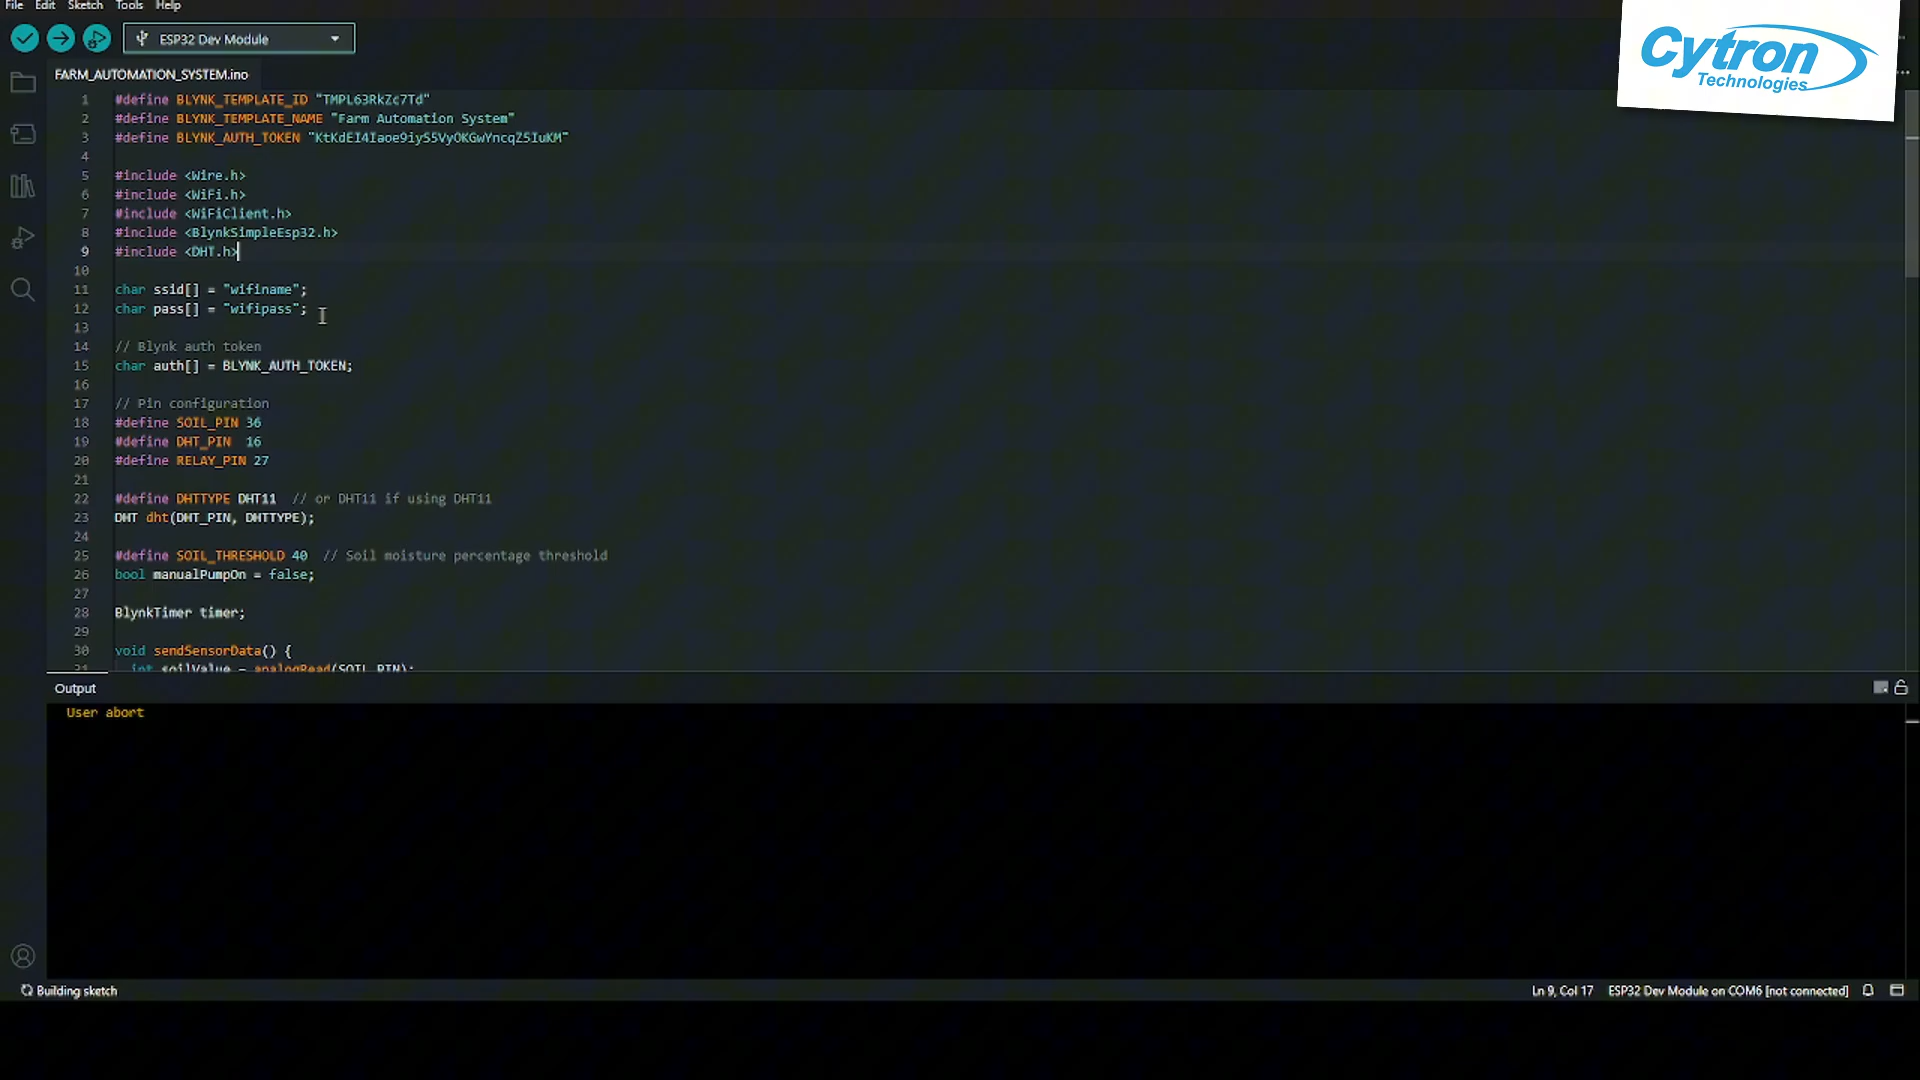 File Edit Sketch Tools Help
ESP32 Dev Module
Cytron
Technologies
FARM_AUTOMATION_SYSTEM.ino
1 #define BLYNK_TEMPLATE_ID "TMPL63RkZc7Td"
2 #define BLYNK_TEMPLATE_NAME "Farm Automation System"
3 #define BLYNK_AUTH_TOKEN "KtKdEI4Iaoe9iyS5VyOKGwYncqZ5IuKM"
4
5 #include <Wire.h>
6 #include <WiFi.h>
7 #include <WiFiClient.h>
8 #include <BlynkSimpleEsp32.h>
9 #include <DHT.h>
10
11 char ssid[] = "wifiname";
12 char pass[] = "wifipass";
13
14 // Blynk auth token
15 char auth[] = BLYNK_AUTH_TOKEN;
16
17 // Pin configuration
18 #define SOIL_PIN 36
19 #define DHT_PIN  16
20 #define RELAY_PIN 27
21
22 #define DHTTYPE DHT11  // or DHT11 if using DHT11
23 DHT dht(DHT_PIN, DHTTYPE);
24
25 #define SOIL_THRESHOLD 40  // Soil moisture percentage threshold
26 bool manualPumpOn = false;
27
28 BlynkTimer timer;
29
30 void sendSensorData() {
31 int soilValue = analogRead(SOIL_PIN);
Output
User abort
Building sketch
Ln 9, Col 17 ESP32 Dev Module on COM6 [not connected]